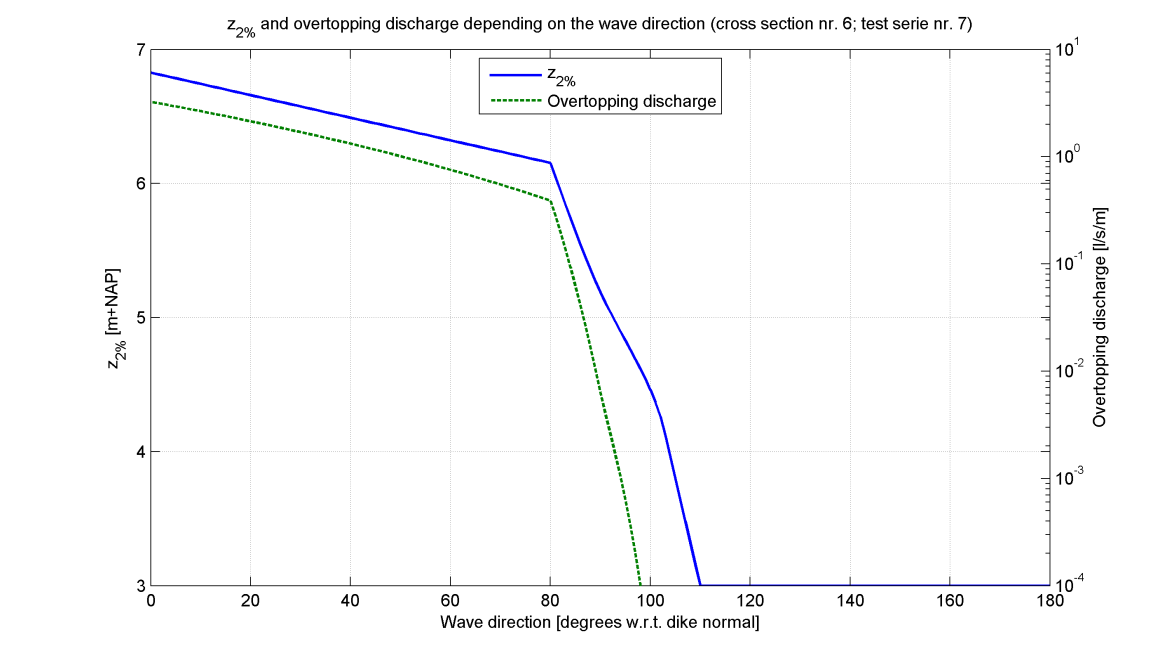 z2% and overtopping discharge depending on the wave direction (cross section nr. 6; test serie nr. 7)
z2%
Overtopping discharge
7
6
5
4
3
z2% [m+NAP]
10^1
10^0
10^-1
10^-2
10^-3
10^-4
Overtopping discharge [l/s/m]
0 20 40 60 80 100 120 140 160 180
Wave direction [degrees w.r.t. dike normal]